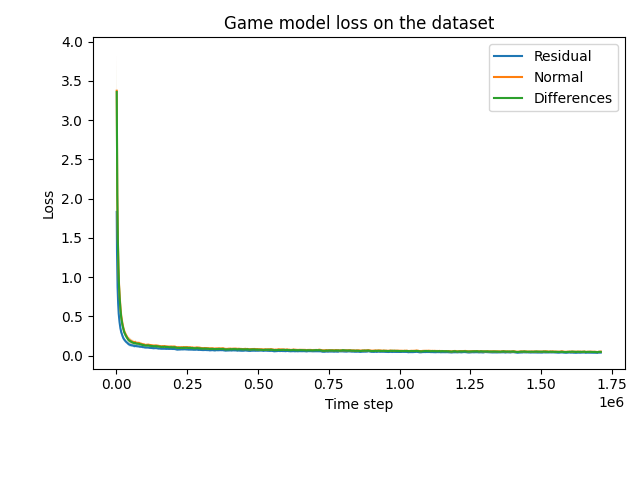 Game model loss on the dataset
4.0
3.5
3.0
2.5
2.0
1.5
1.0
0.5
0.0
Loss
Residual
Normal
Differences
0.00 0.25 0.50 0.75 1.00 1.25 1.50 1.75
1e6
Time step